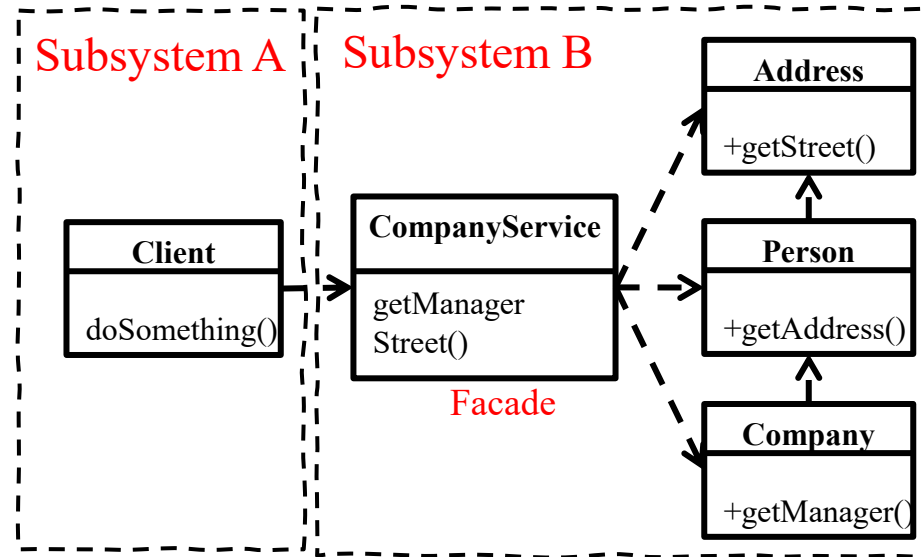 Subsystem A
Subsystem B
Client
doSomething()
CompanyService
getManager
Street()
Facade
Address
+getStreet()
Person
+getAddress()
Company
+getManager()